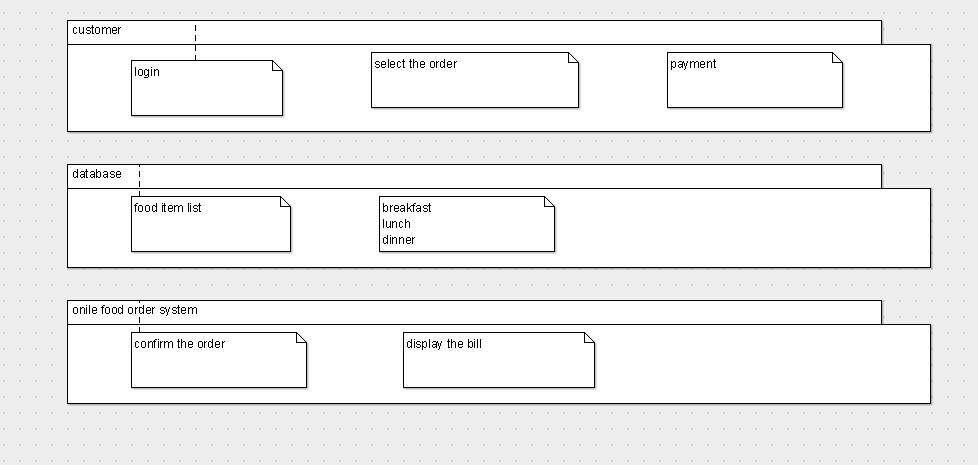 customer
login
select the order
payment
database
food item list
breakfast
lunch
dinner
onile food order system
confirm the order
display the bill